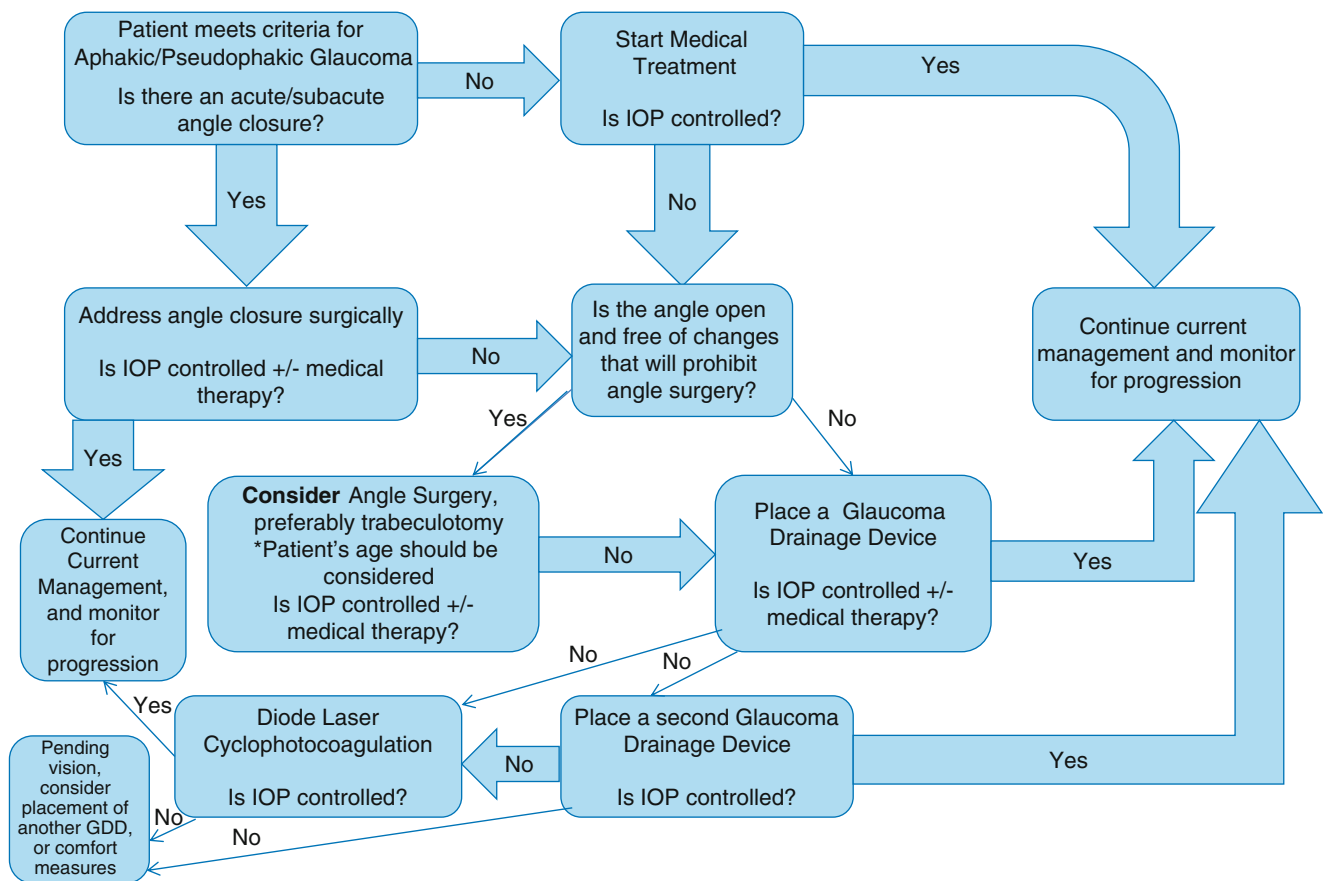 Patient meets criteria for
Aphakic/Pseudophakic Glaucoma
Is there an acute/subacute
angle closure?
No
Start Medical
Treatment
Is IOP controlled?
Yes
Yes
No
Address angle closure surgically
Is IOP controlled +/- medical
therapy?
No
Is the angle open
and free of changes
that will prohibit
angle surgery?
Continue current
management and monitor
for progression
Yes
Yes
No
Continue
Current
Management,
and monitor
for
progression
Consider Angle Surgery,
preferably trabeculotomy
*Patient's age should be
considered
Is IOP controlled +/-
medical therapy?
No
Place a Glaucoma
Drainage Device
Is IOP controlled +/-
medical therapy?
Yes
No
No
Yes
Diode Laser
Cyclophotocoagulation
Is IOP controlled?
No
Place a second Glaucoma
Drainage Device
Is IOP controlled?
Yes
Pending
vision,
consider
placement of
another GDD,
or comfort
measures
No
No